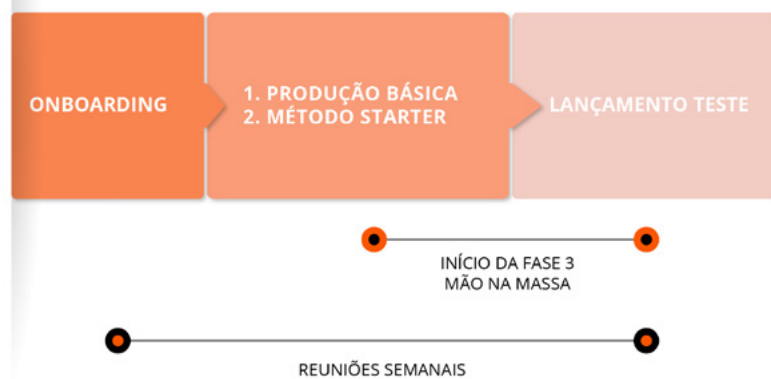 ONBOARDING
1. PRODUÇÃO BÁSICA
2. MÉTODO STARTER
LANÇAMENTO TESTE
INÍCIO DA FASE 3
MÃO NA MASSA
REUNIÕES SEMANAIS